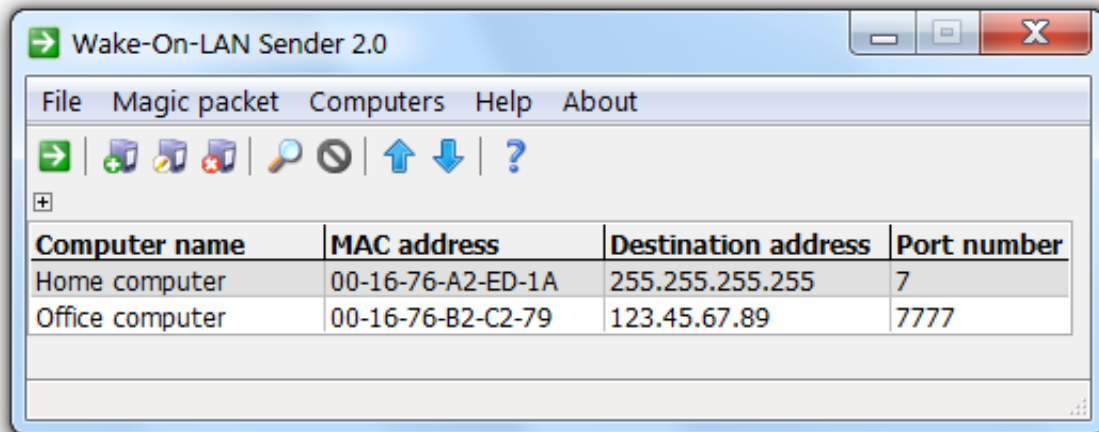 Wake-On-LAN Sender 2.0
File Magic packet Computers Help About
Computer name MAC address Destination address Port number
Home computer 00-16-76-A2-ED-1A 255.255.255.255 7
Office computer 00-16-76-B2-C2-79 123.45.67.89 7777